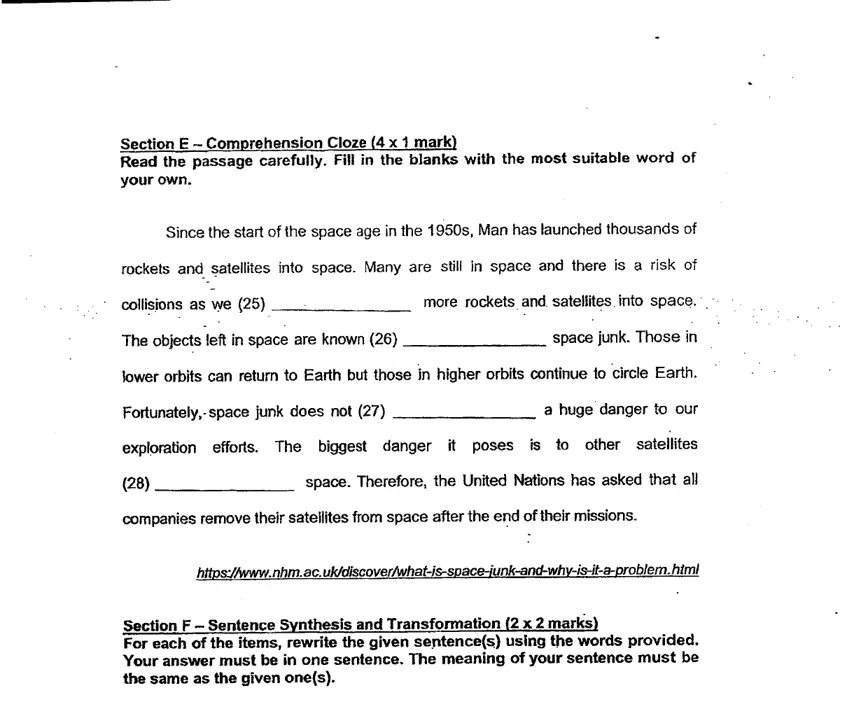 Section E – Comprehension Cloze (4 x 1 mark)
Read the passage carefully. Fill in the blanks with the most suitable word of
your own.
Since the start of the space age in the 1950s, Man has launched thousands of
rockets and satellites into space. Many are still in space and there is a risk of
collisions as we (25) ________________ more rockets and satellites into space.
The objects left in space are known (26) ________________ space junk. Those in
lower orbits can return to Earth but those in higher orbits continue to circle Earth.
Fortunately, space junk does not (27) ________________ a huge danger to our
exploration efforts. The biggest danger it poses is to other satellites
(28) ________________ space. Therefore, the United Nations has asked that all
companies remove their satellites from space after the end of their missions.
https://www.nhm.ac.uk/discover/what-is-space-junk-and-why-is-it-a-problem.html
Section F – Sentence Synthesis and Transformation (2 x 2 marks)
For each of the items, rewrite the given sentence(s) using the words provided.
Your answer must be in one sentence. The meaning of your sentence must be
the same as the given one(s).